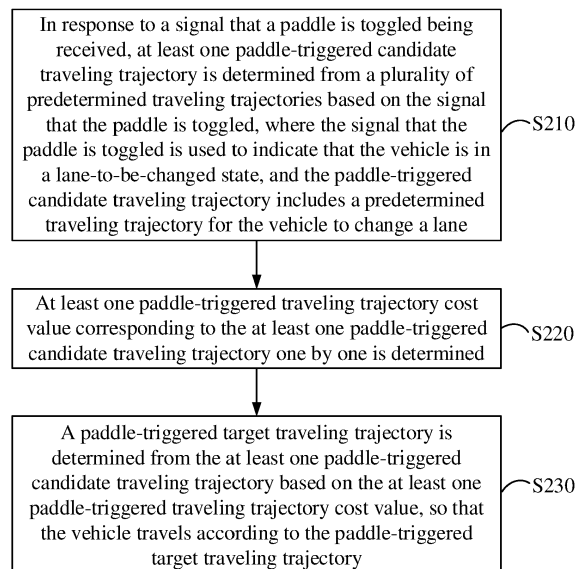 In response to a signal that a paddle is toggled being
received, at least one paddle-triggered candidate
traveling trajectory is determined from a plurality of
predetermined traveling trajectories based on the signal
that the paddle is toggled, where the signal that the
paddle is toggled is used to indicate that the vehicle is in
a lane-to-be-changed state, and the paddle-triggered
candidate traveling trajectory includes a predetermined
traveling trajectory for the vehicle to change a lane
S210
At least one paddle-triggered traveling trajectory cost
value corresponding to the at least one paddle-triggered
candidate traveling trajectory one by one is determined
S220
A paddle-triggered target traveling trajectory is
determined from the at least one paddle-triggered
candidate traveling trajectory based on the at least one
paddle-triggered traveling trajectory cost value, so that
the vehicle travels according to the paddle-triggered
target traveling trajectory
S230